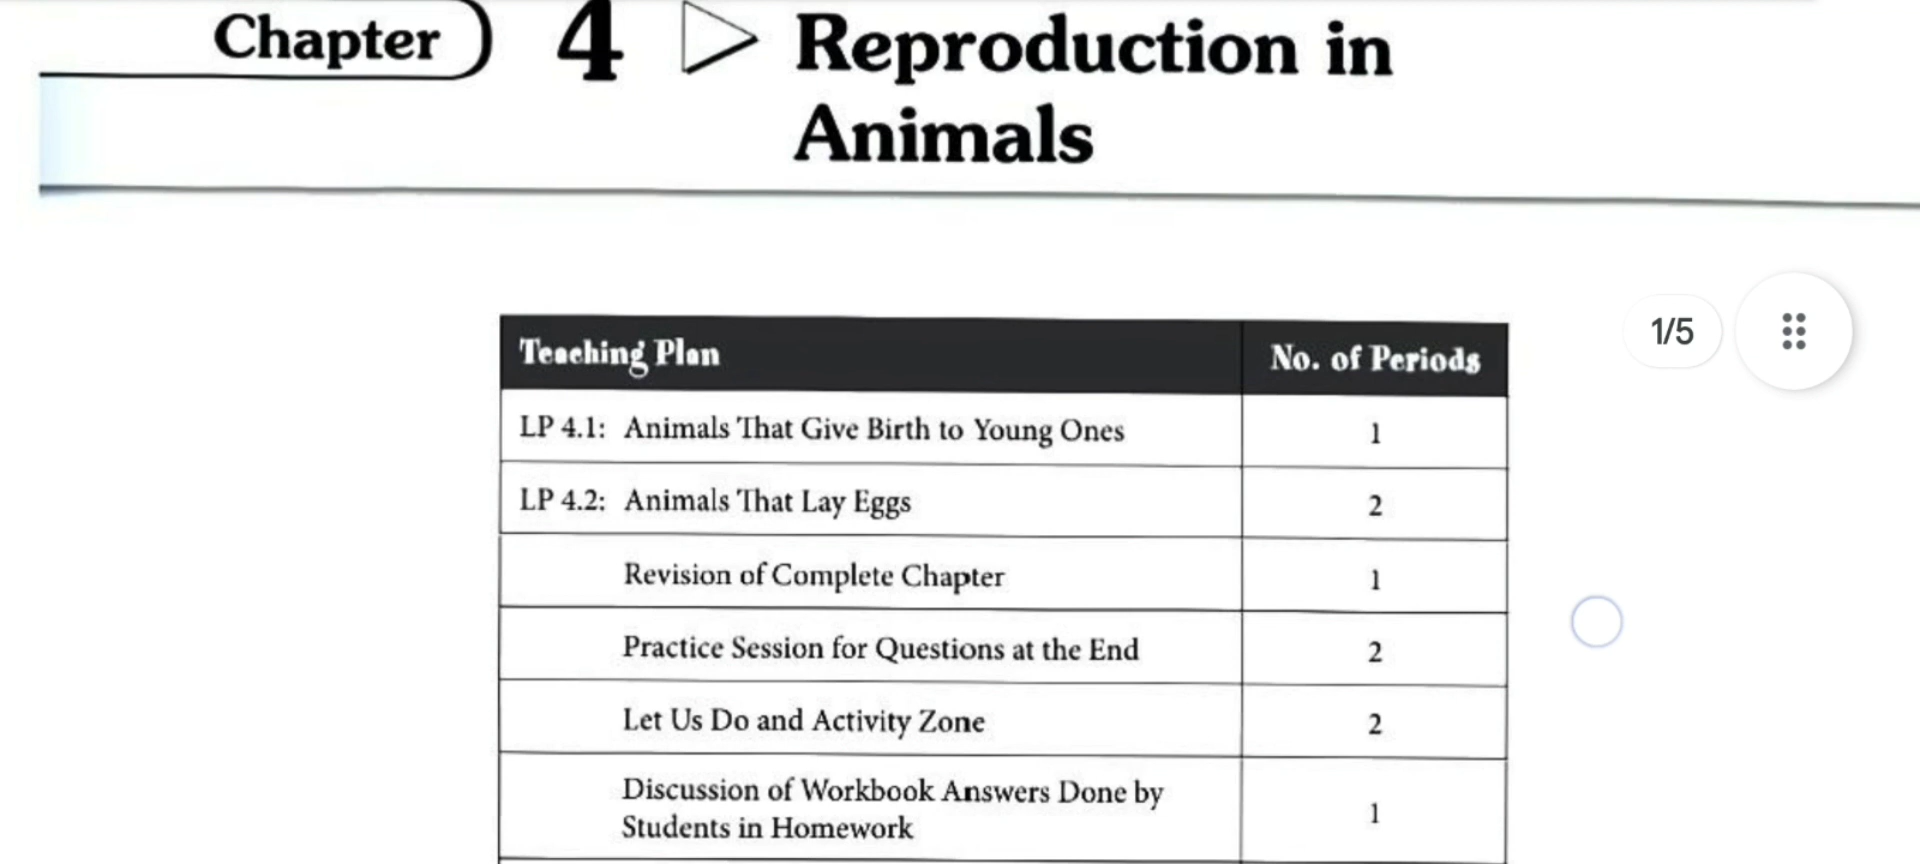 Chapter 4 Reproduction in
Animals
1/5
Teaching Plan No. of Periods
LP 4.1: Animals That Give Birth to Young Ones 1
LP 4.2: Animals That Lay Eggs 2
Revision of Complete Chapter 1
Practice Session for Questions at the End 2
Let Us Do and Activity Zone 2
Discussion of Workbook Answers Done by
Students in Homework 1